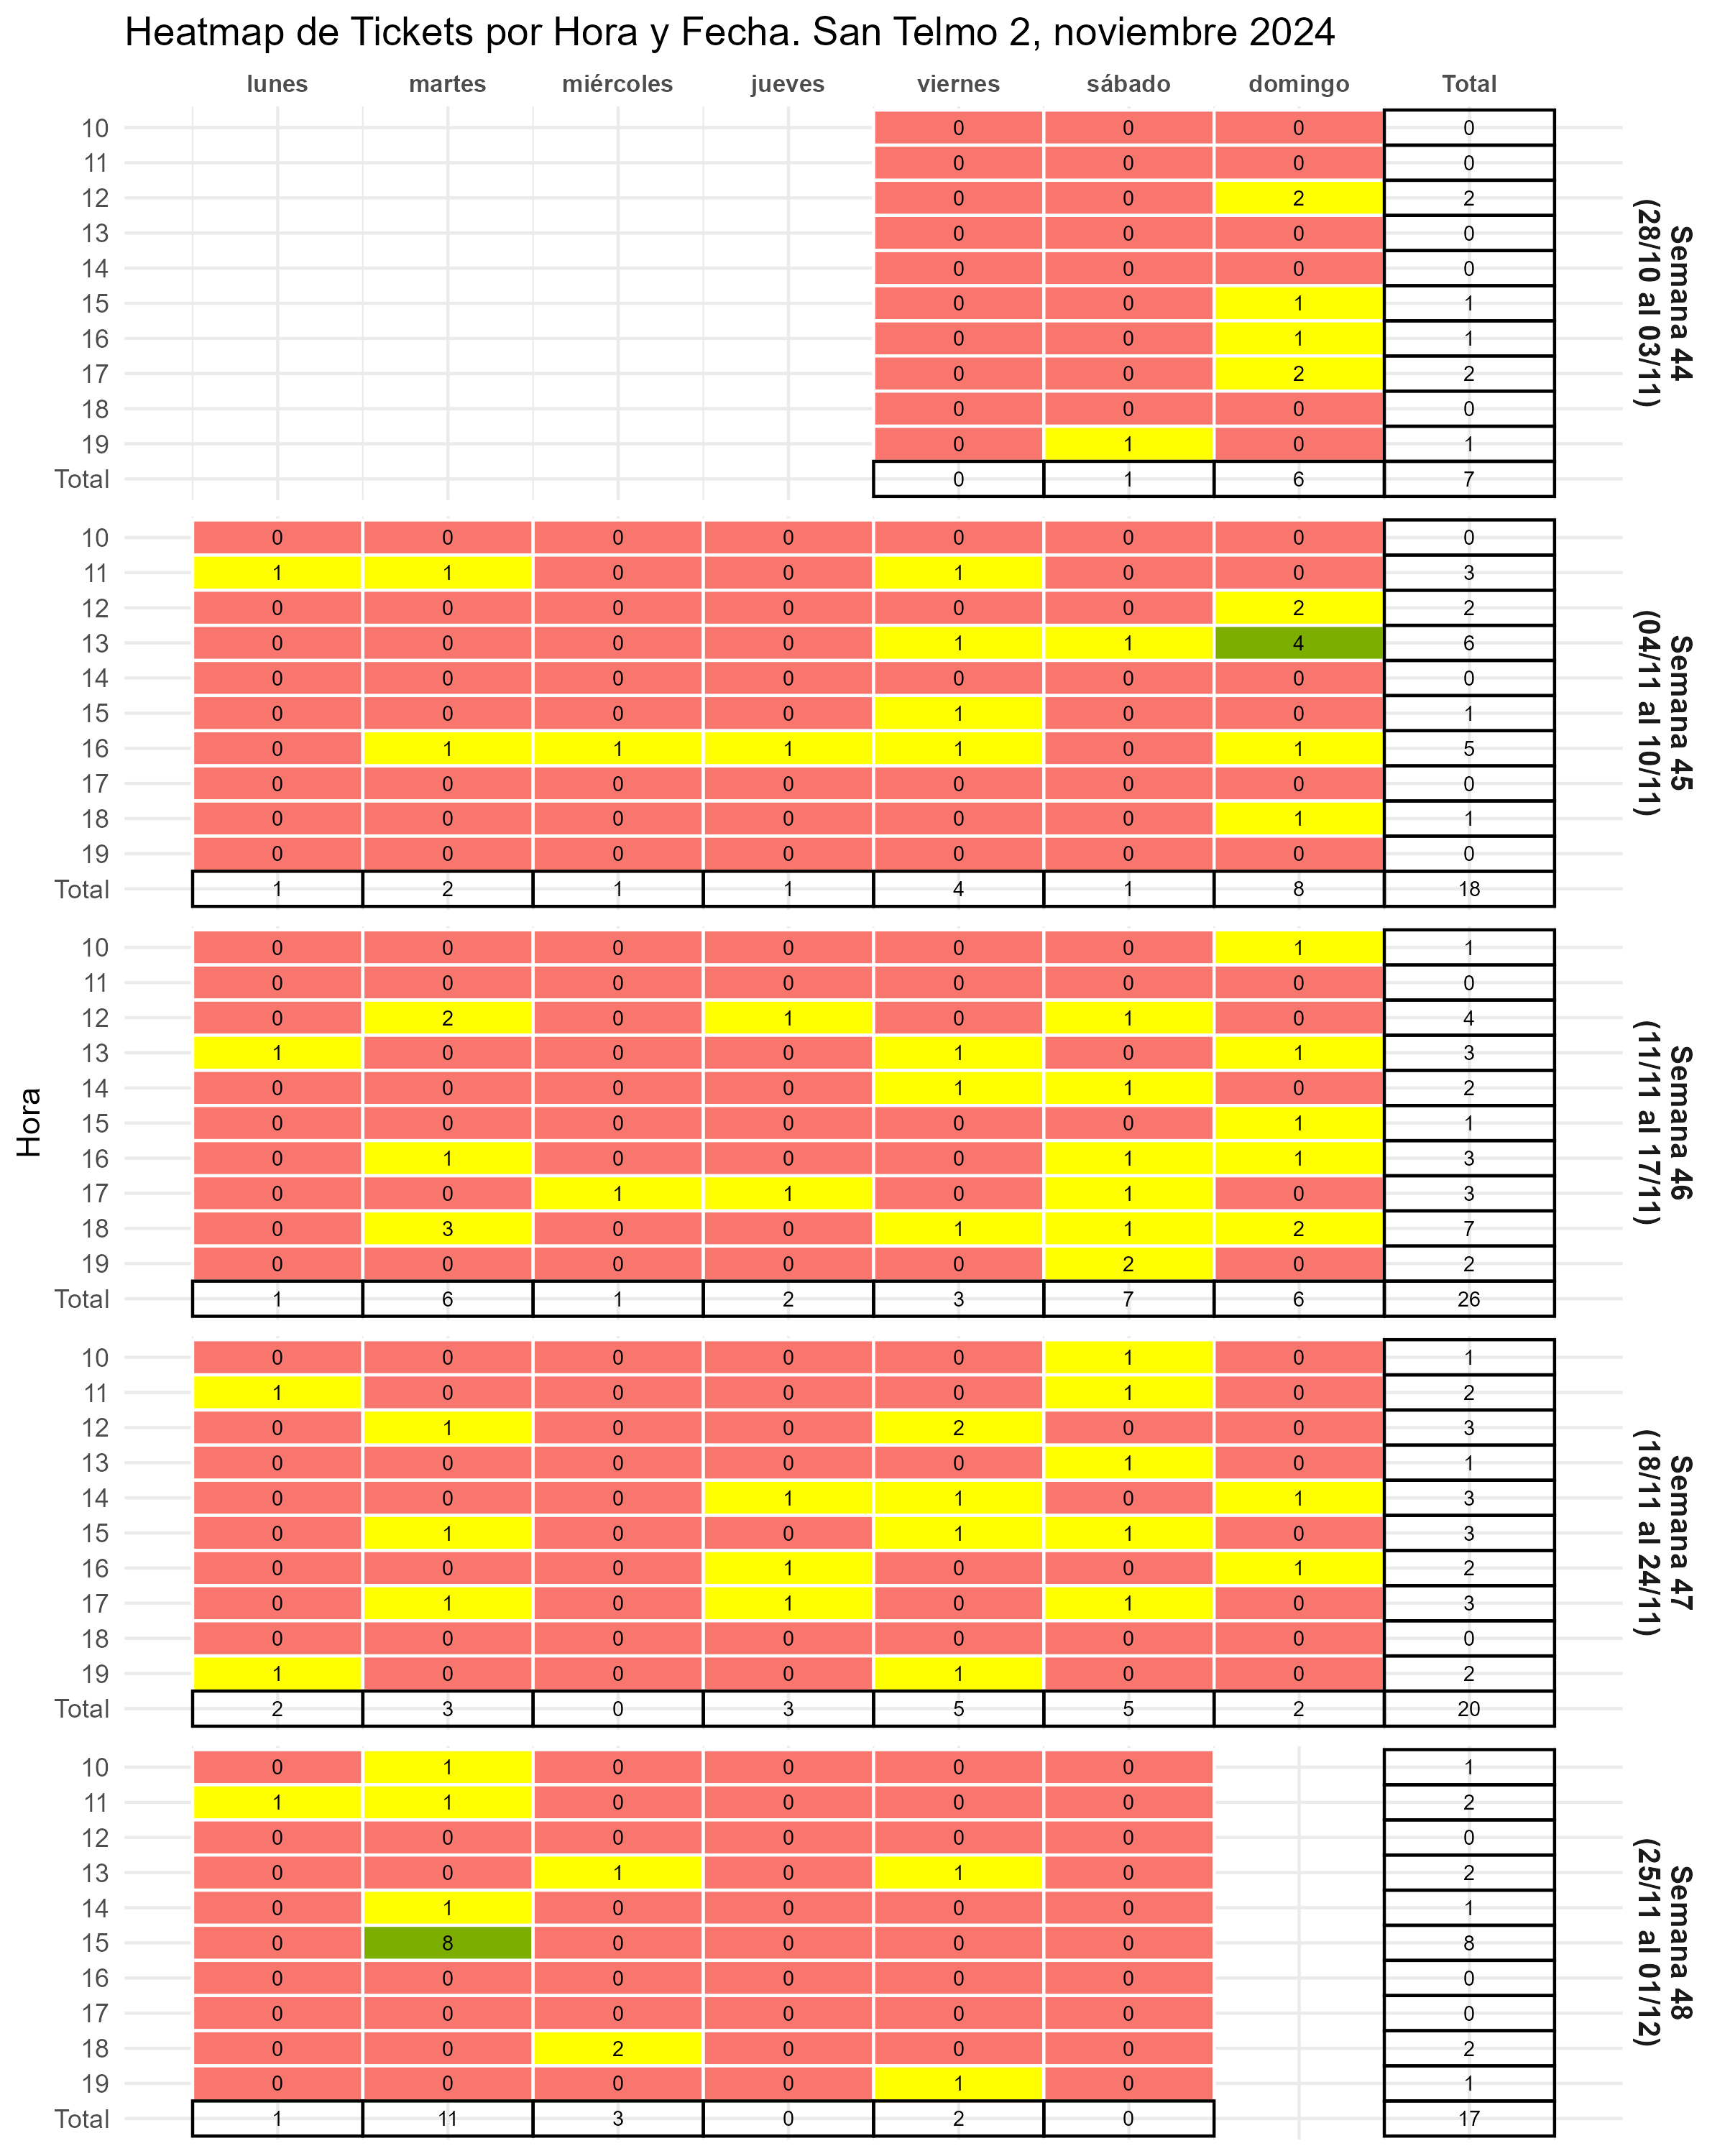 Heatmap de Tickets por Hora y Fecha. San Telmo 2, noviembre 2024
lunes martes miércoles jueves viernes sábado domingo Total
10 0 0 0 0
11 0 0 0 0
12 0 0 2 2
13 0 0 0 0
14 0 0 0 0
15 0 0 1 1
16 0 0 1 1
17 0 0 2 2
18 0 0 0 0
19 0 1 0 1
Total 0 1 6 7
Semana 44
(28/10 al 03/11)
10 0 0 0 0 0 0 0 0
11 1 1 0 0 1 0 0 3
12 0 0 0 0 0 0 2 2
13 0 0 0 0 1 1 4 6
14 0 0 0 0 0 0 0 0
15 0 0 0 0 1 0 0 1
16 0 1 1 1 1 0 1 5
17 0 0 0 0 0 0 0 0
18 0 0 0 0 0 0 1 1
19 0 0 0 0 0 0 0 0
Total 1 2 1 1 4 1 8 18
Semana 45
(04/11 al 10/11)
Hora
10 0 0 0 0 0 0 1 1
11 0 0 0 0 0 0 0 0
12 0 2 0 1 0 1 0 4
13 1 0 0 0 1 0 1 3
14 0 0 0 0 1 1 0 2
15 0 0 0 0 0 0 1 1
16 0 1 0 0 0 1 1 3
17 0 0 1 1 0 1 0 3
18 0 3 0 0 1 1 2 7
19 0 0 0 0 0 2 0 2
Total 1 6 1 2 3 7 6 26
Semana 46
(11/11 al 17/11)
10 0 0 0 0 0 1 0 1
11 1 0 0 0 0 1 0 2
12 0 1 0 0 2 0 0 3
13 0 0 0 0 0 1 0 1
14 0 0 0 1 1 0 1 3
15 0 1 0 0 1 1 0 3
16 0 0 0 1 0 0 1 2
17 0 1 0 1 0 1 0 3
18 0 0 0 0 0 0 0 0
19 1 0 0 0 1 0 0 2
Total 2 3 0 3 5 5 2 20
Semana 47
(18/11 al 24/11)
10 0 1 0 0 0 0 1
11 1 1 0 0 0 0 2
12 0 0 0 0 0 0 0
13 0 0 1 0 1 0 2
14 0 1 0 0 0 0 1
15 0 8 0 0 0 0 8
16 0 0 0 0 0 0 0
17 0 0 0 0 0 0 0
18 0 0 2 0 0 0 2
19 0 0 0 0 1 0 1
Total 1 11 3 0 2 0 17
Semana 48
(25/11 al 01/12)